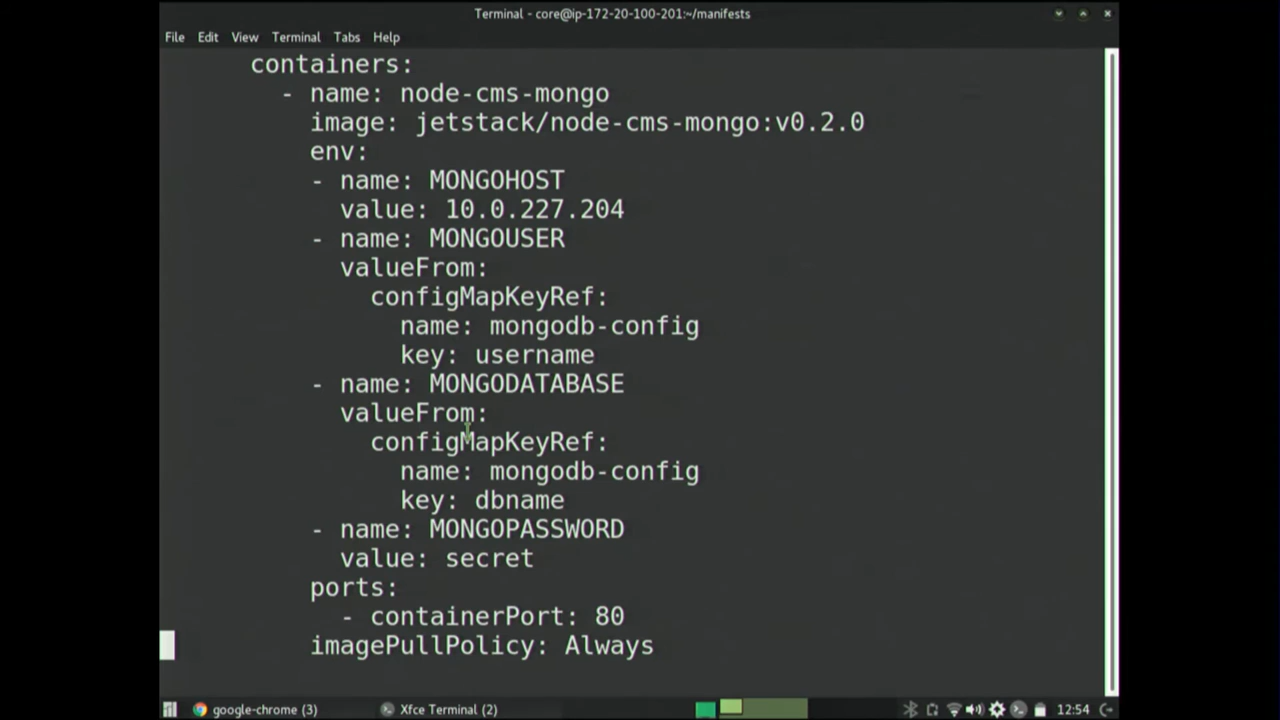 Terminal - core@ip-172-20-100-201:~/manifests
File Edit View Terminal Tabs Help
containers:
- name: node-cms-mongo
image: jetstack/node-cms-mongo:v0.2.0
env:
- name: MONGOHOST
value: 10.0.227.204
- name: MONGOUSER
valueFrom:
configMapKeyRef:
name: mongodb-config
key: username
- name: MONGODATABASE
valueFrom:
configMapKeyRef:
name: mongodb-config
key: dbname
- name: MONGOPASSWORD
value: secret
ports:
- containerPort: 80
imagePullPolicy: Always
google-chrome (3) Xfce Terminal (2) 12:54